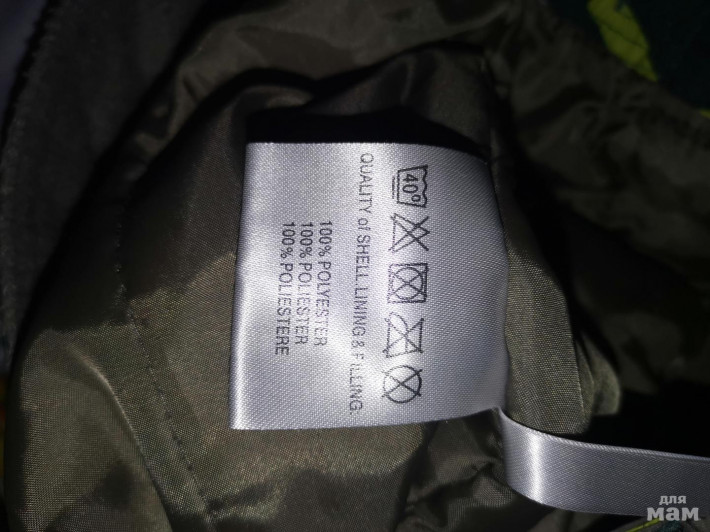 40°
QUALITY of SHELL LINING & FILLING:
100% POLYESTER
100% POLIESTER
100% POLIESTERE
для
мам